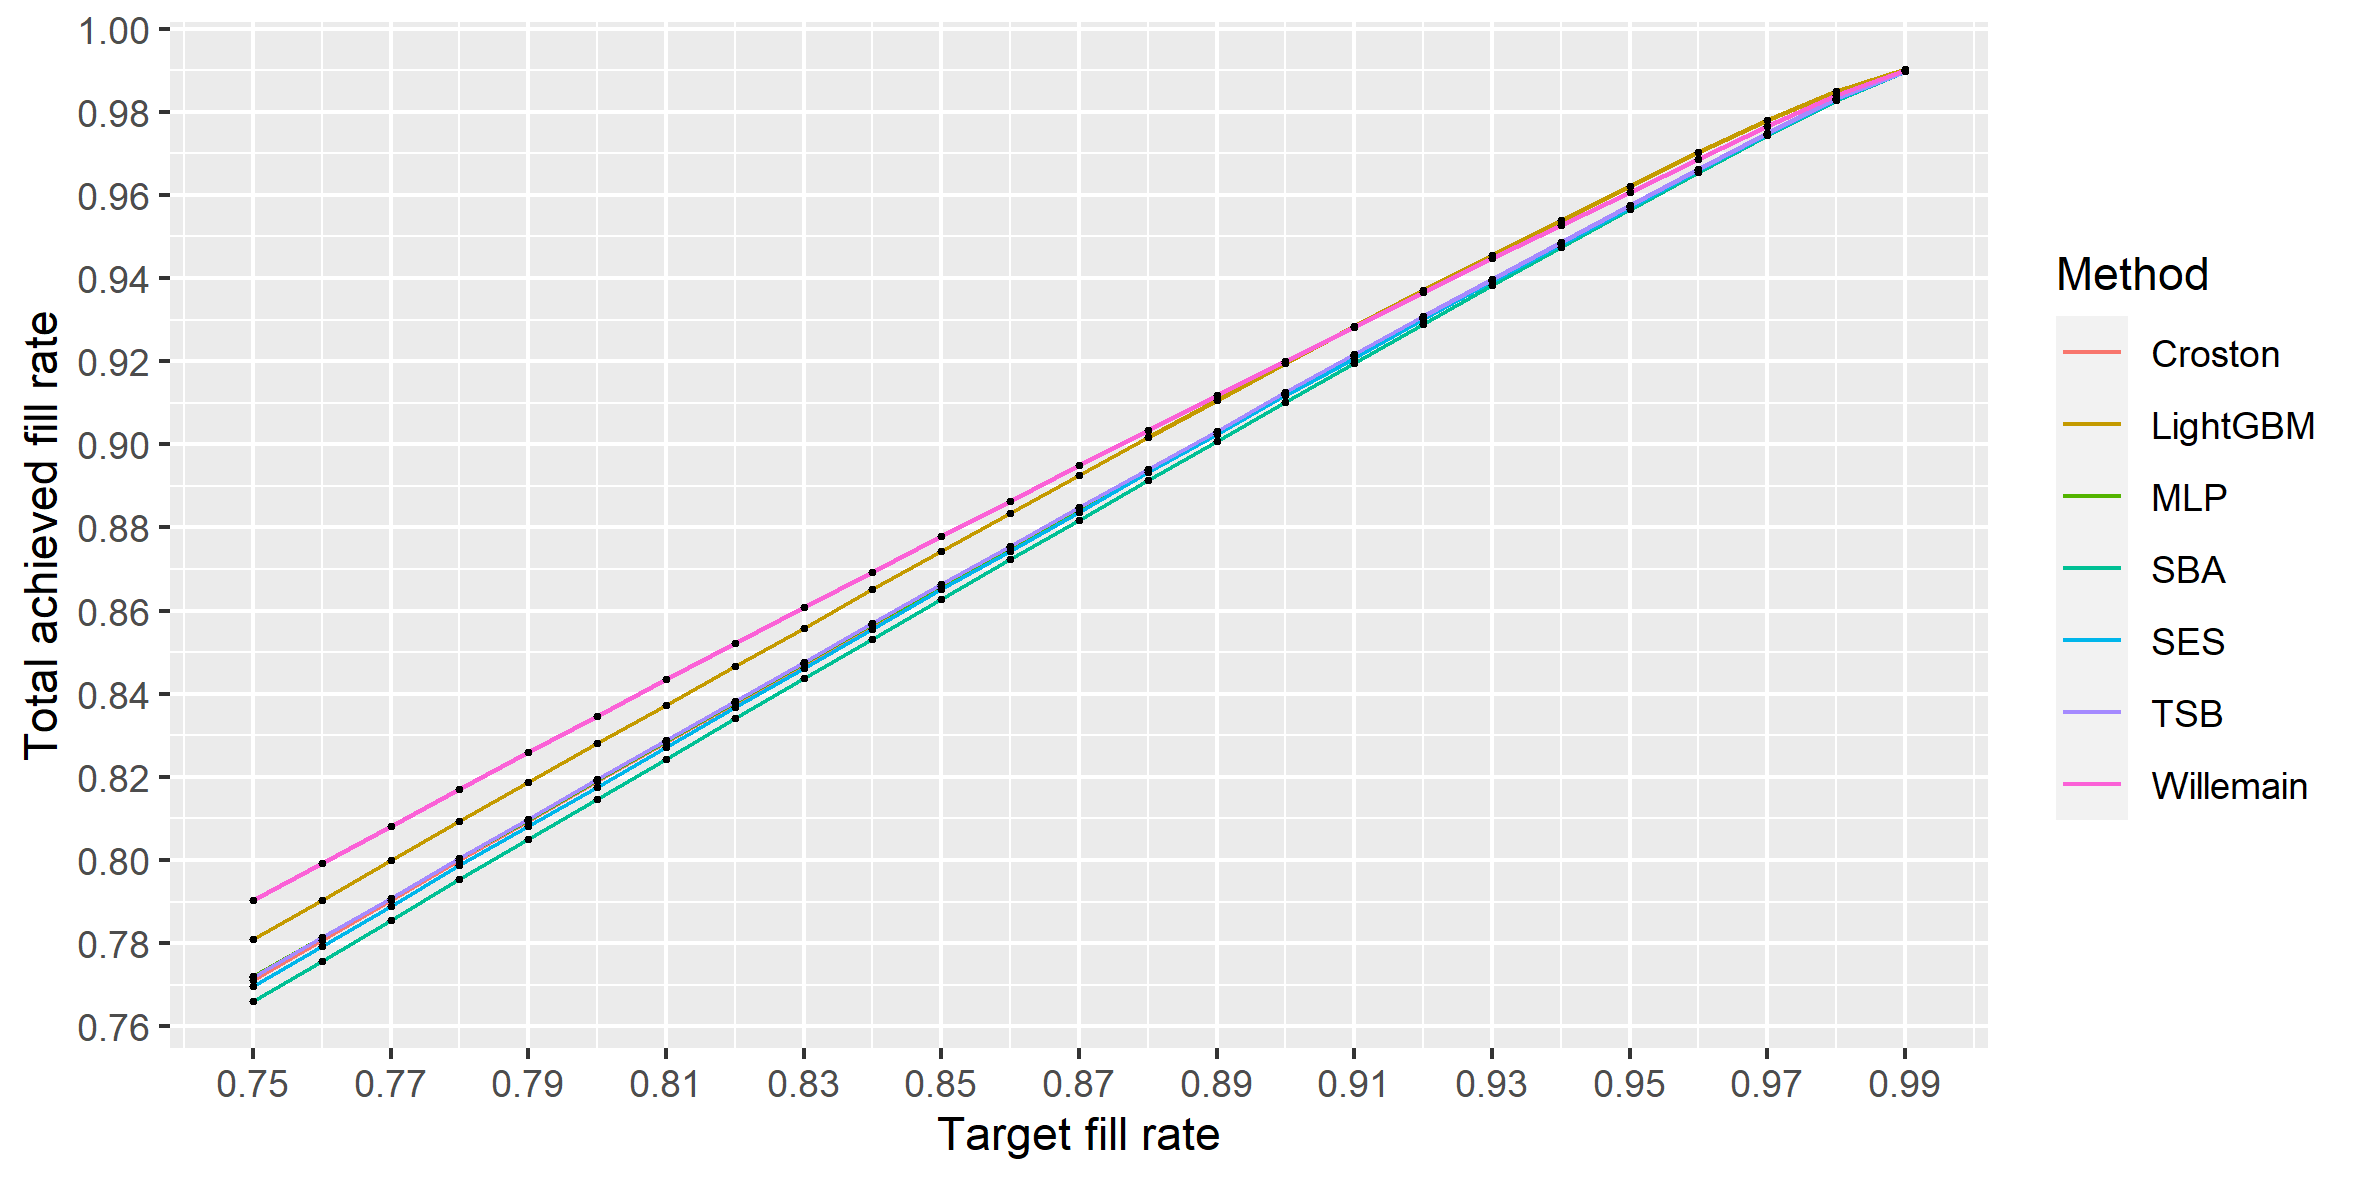 1.00
0.98
0.96
0.94
0.92
0.90
0.88
0.86
0.84
0.82
0.80
0.78
0.76
Total achieved fill rate
0.75 0.77 0.79 0.81 0.83 0.85 0.87 0.89 0.91 0.93 0.95 0.97 0.99
Target fill rate
Method
Croston
LightGBM
MLP
SBA
SES
TSB
Willemain